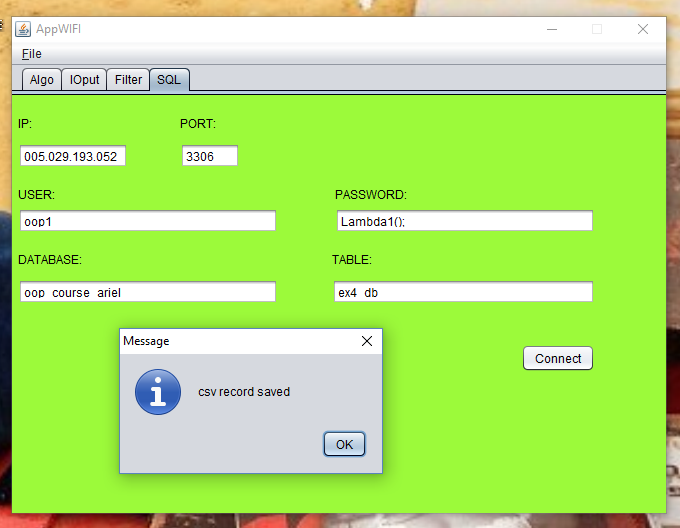 AppWIFI
File
Algo IOput Filter SQL
IP: PORT:
005.029.193.052 3306
USER: PASSWORD:
oop1 Lambda1();
DATABASE: TABLE:
oop_course_ariel ex4_db
Message
Connect
csv record saved
OK